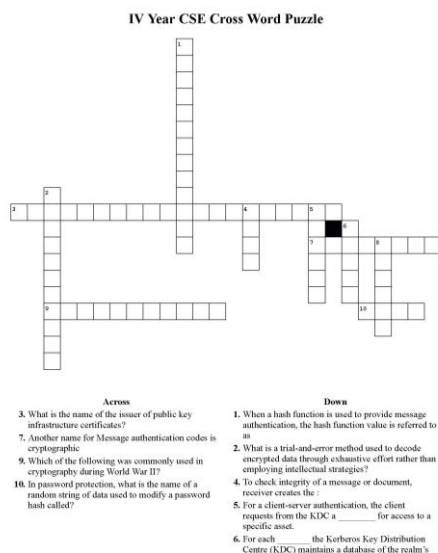 IV Year CSE Cross Word Puzzle
1
2
3
4
5
6
7
8
9
10
Across
3. What is the name of the issuer of public key
infrastructure certificates?
7. Another name for Message authentication codes is
cryptographic
9. Which of the following was commonly used in
cryptography during World War II?
10. In password protection, what is the name of a
random string of data used to modify a password
hash called?
Down
1. When a hash function is used to provide message
authentication, the hash function value is referred to
as
2. What is a trial-and-error method used to decode
encrypted data through exhaustive effort rather than
employing intellectual strategies?
4. To check integrity of a message or document,
receiver creates the :
5. For a client-server authentication, the client
requests from the KDC a ________ for access to a
specific asset.
6. For each _______ the Kerberos Key Distribution
Centre (KDC) maintains a database of the realm's